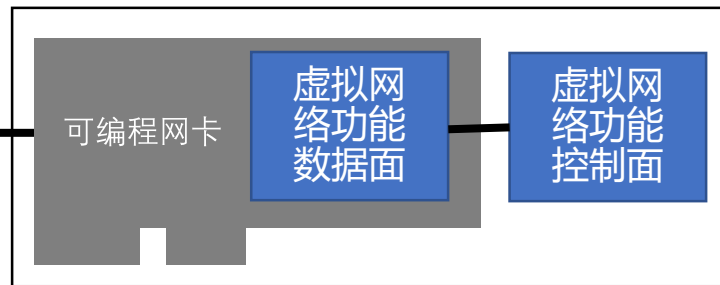 可编程网卡
虚拟网
络功能
数据面
虚拟网
络功能
控制面